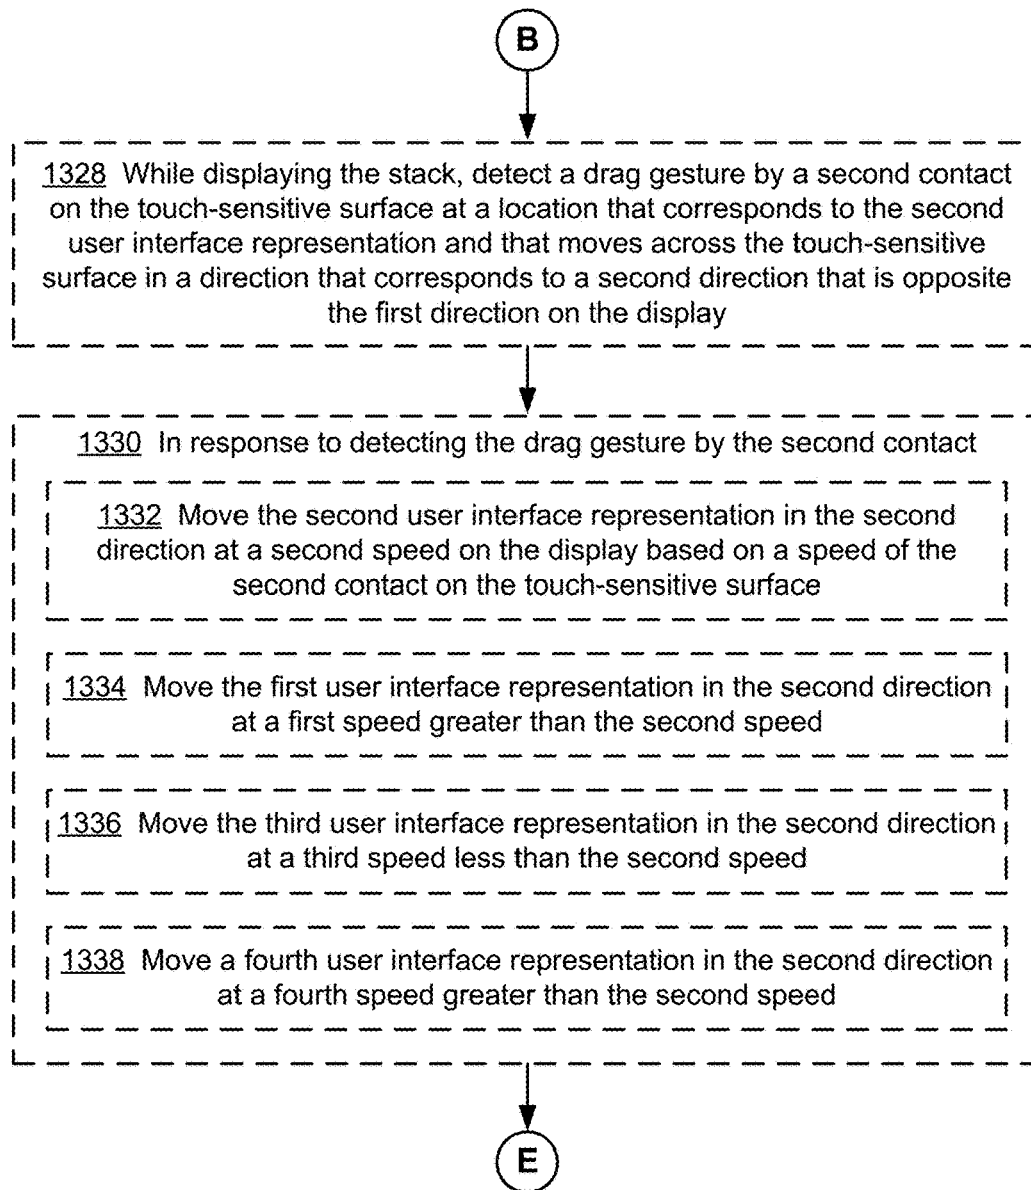 B
1328 While displaying the stack, detect a drag gesture by a second contact
on the touch-sensitive surface at a location that corresponds to the second
user interface representation and that moves across the touch-sensitive
surface in a direction that corresponds to a second direction that is opposite
the first direction on the display
1330 In response to detecting the drag gesture by the second contact
1332 Move the second user interface representation in the second
direction at a second speed on the display based on a speed of the
second contact on the touch-sensitive surface
1334 Move the first user interface representation in the second direction
at a first speed greater than the second speed
1336 Move the third user interface representation in the second direction
at a third speed less than the second speed
1338 Move a fourth user interface representation in the second direction
at a fourth speed greater than the second speed
E